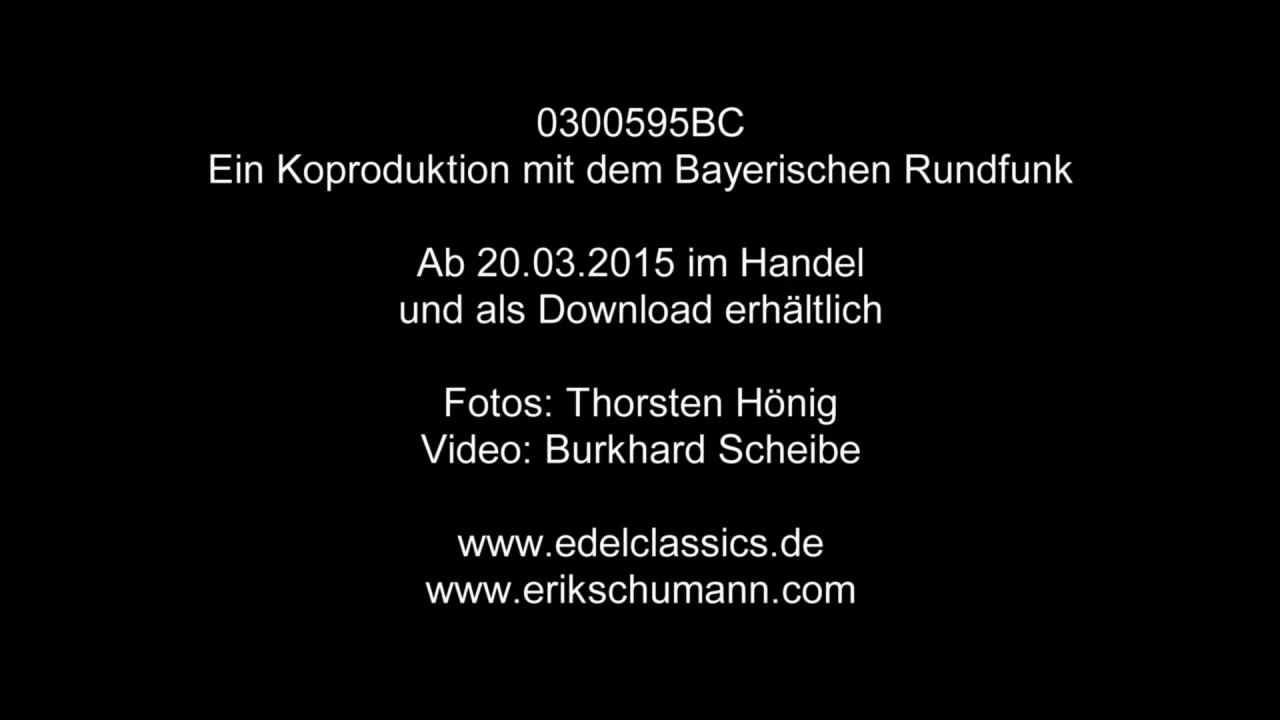 0300595BC
Ein Koproduktion mit dem Bayerischen Rundfunk
Ab 20.03.2015 im Handel
und als Download erhältlich
Fotos: Thorsten Hönig
Video: Burkhard Scheibe
www.edelclassics.de
www.erikschumann.com